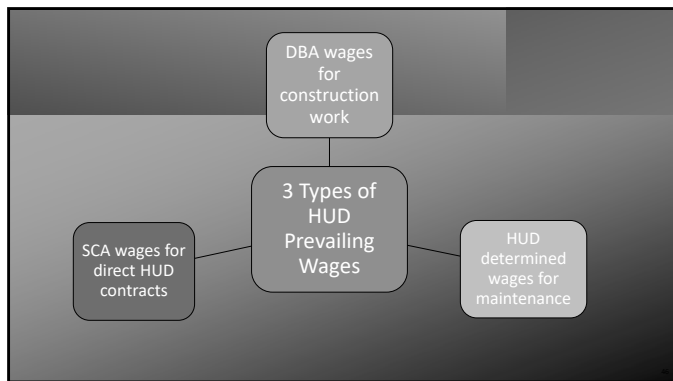 DBA wages
for
construction
work
3 Types of
HUD
Prevailing
Wages
SCA wages for
direct HUD
contracts
HUD
determined
wages for
maintenance